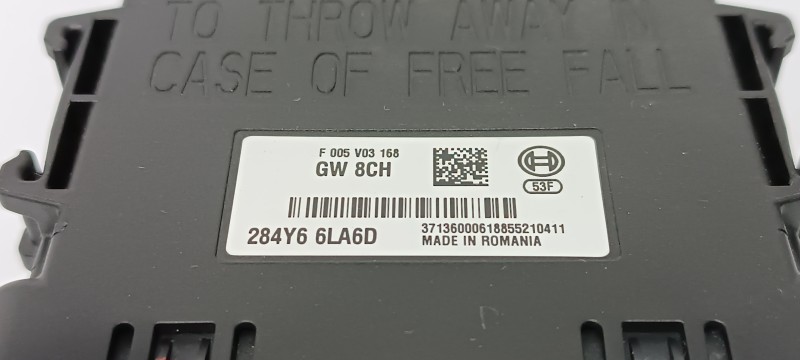 TO THROW AWAY IN
CASE OF FREE FALL
F 005 V03 168
GW 8CH
53F
284Y6 6LA6D
37136000618855210411
MADE IN ROMANIA